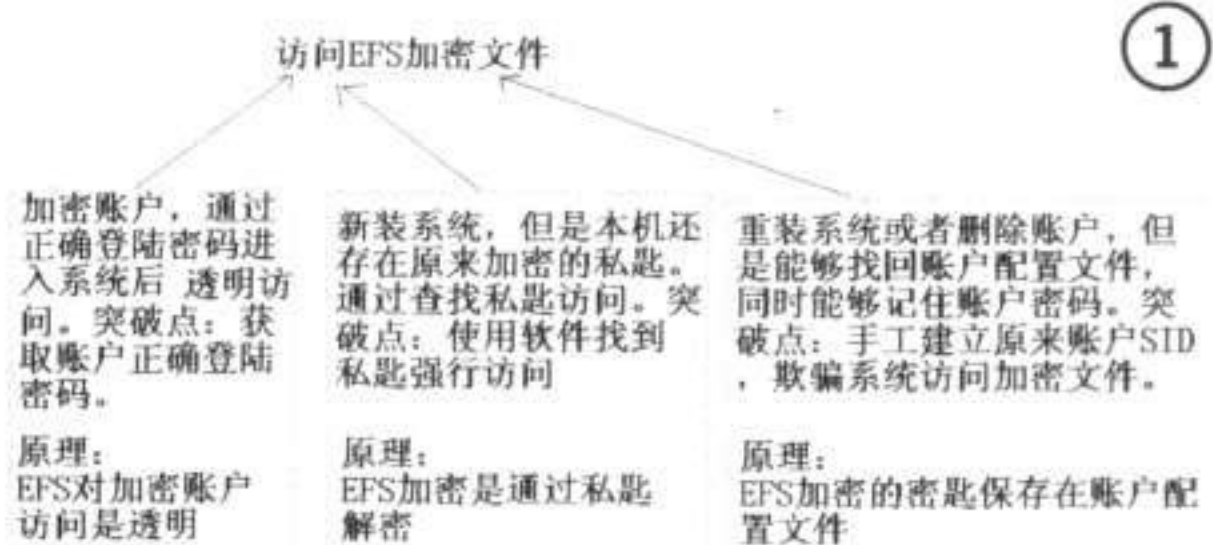 ①
访问EFS加密文件
加密账户，通过
正确登陆密码进
入系统后 透明访
问。突破点：获
取账户正确登陆
密码。
原理：
EFS对加密账户
访问是透明
新装系统，但是本机还
存在原来加密的私匙。
通过查找私匙访问。突
破点：使用软件找到
私匙强行访问
原理：
EFS加密是通过私匙
解密
重装系统或者删除账户，但
是能够找回账户配置文件，
同时能够记住账户密码。突
破点：手工建立原来账户SID
，欺骗系统访问加密文件。
原理：
EFS加密的密匙保存在账户配
置文件